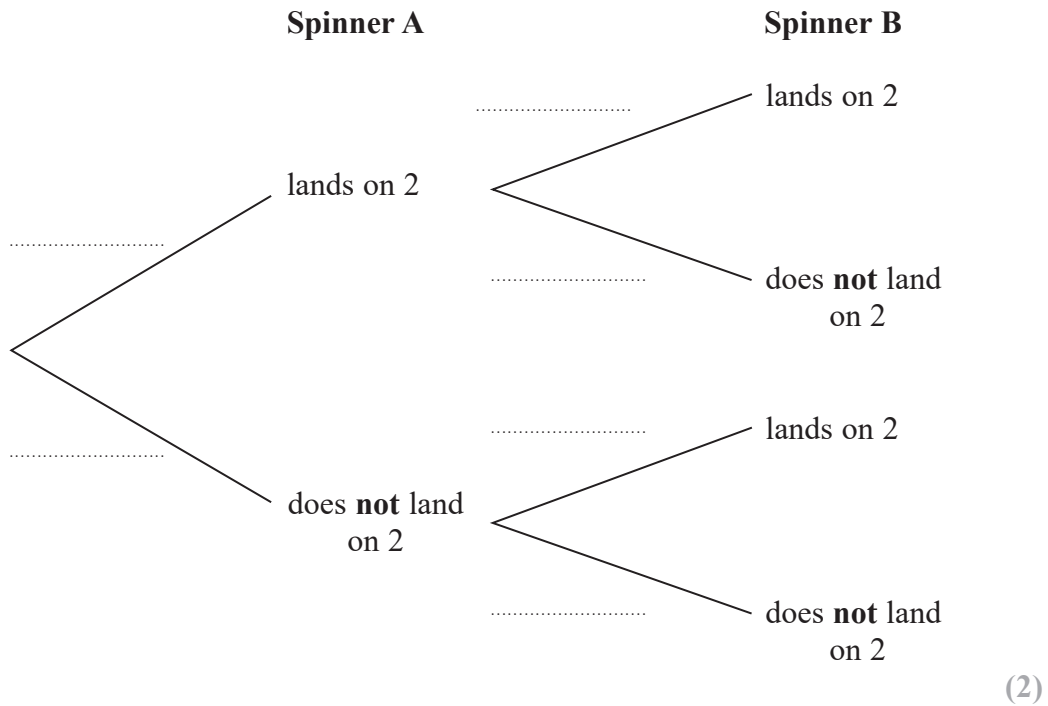 Spinner A Spinner B
lands on 2
lands on 2
does not land
on 2
lands on 2
does not land
on 2
does not land
on 2
(2)